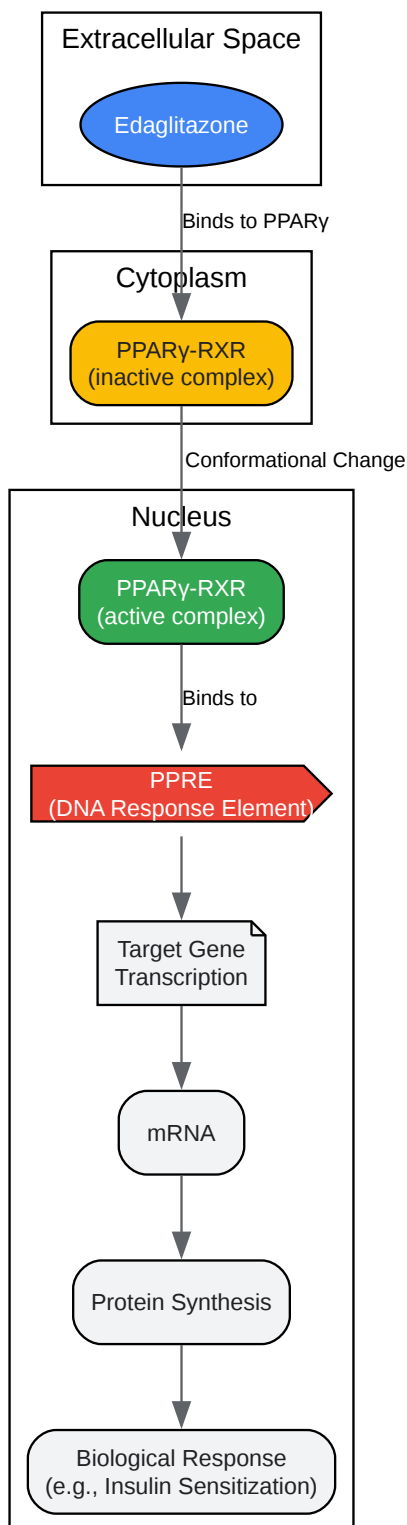 Extracellular Space
Edaglitazone
Binds to PPARγ
Cytoplasm
PPARγ-RXR
(inactive complex)
Conformational Change
Nucleus
PPARγ-RXR
(active complex)
Binds to
PPRE
(DNA Response Element)
Target Gene
Transcription
mRNA
Protein Synthesis
Biological Response
(e.g., Insulin Sensitization)